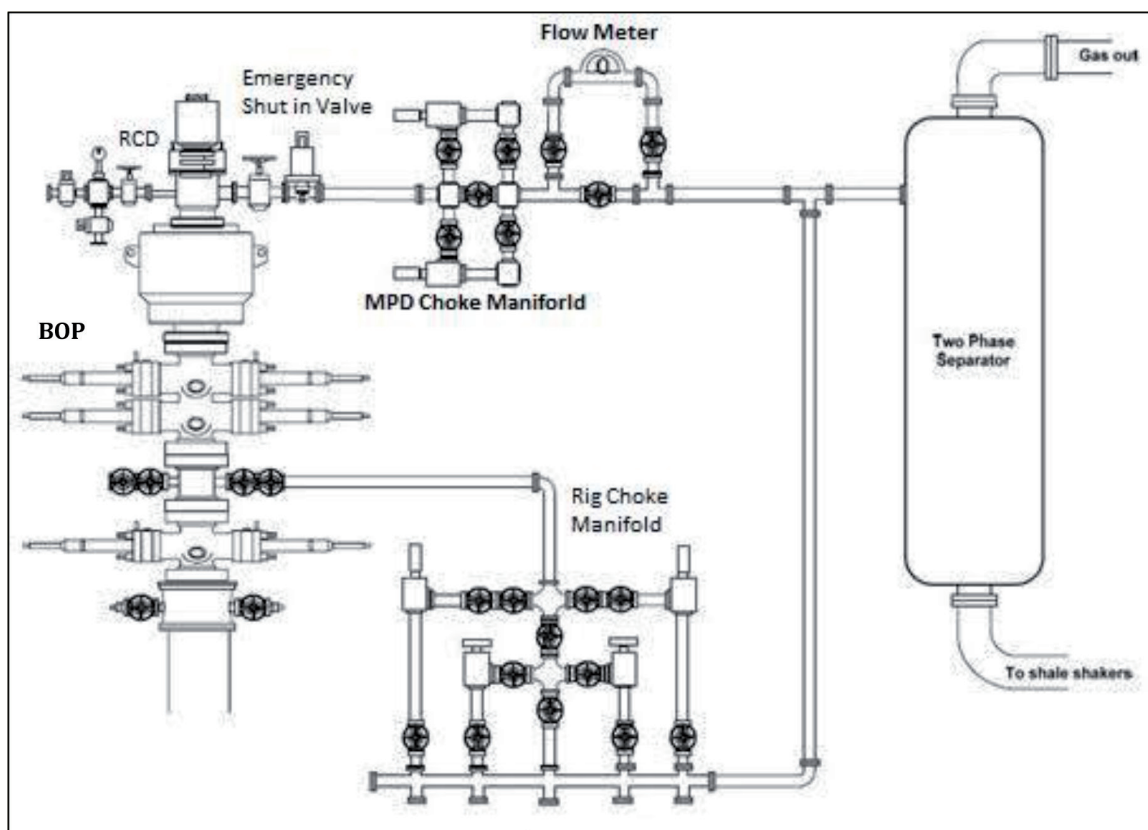 Flow Meter
Gas out
Emergency
Shut in Valve
RCD
MPD Choke Maniforld
BOP
Two Phase
Separator
Rig Choke
Manifold
To shale shakers